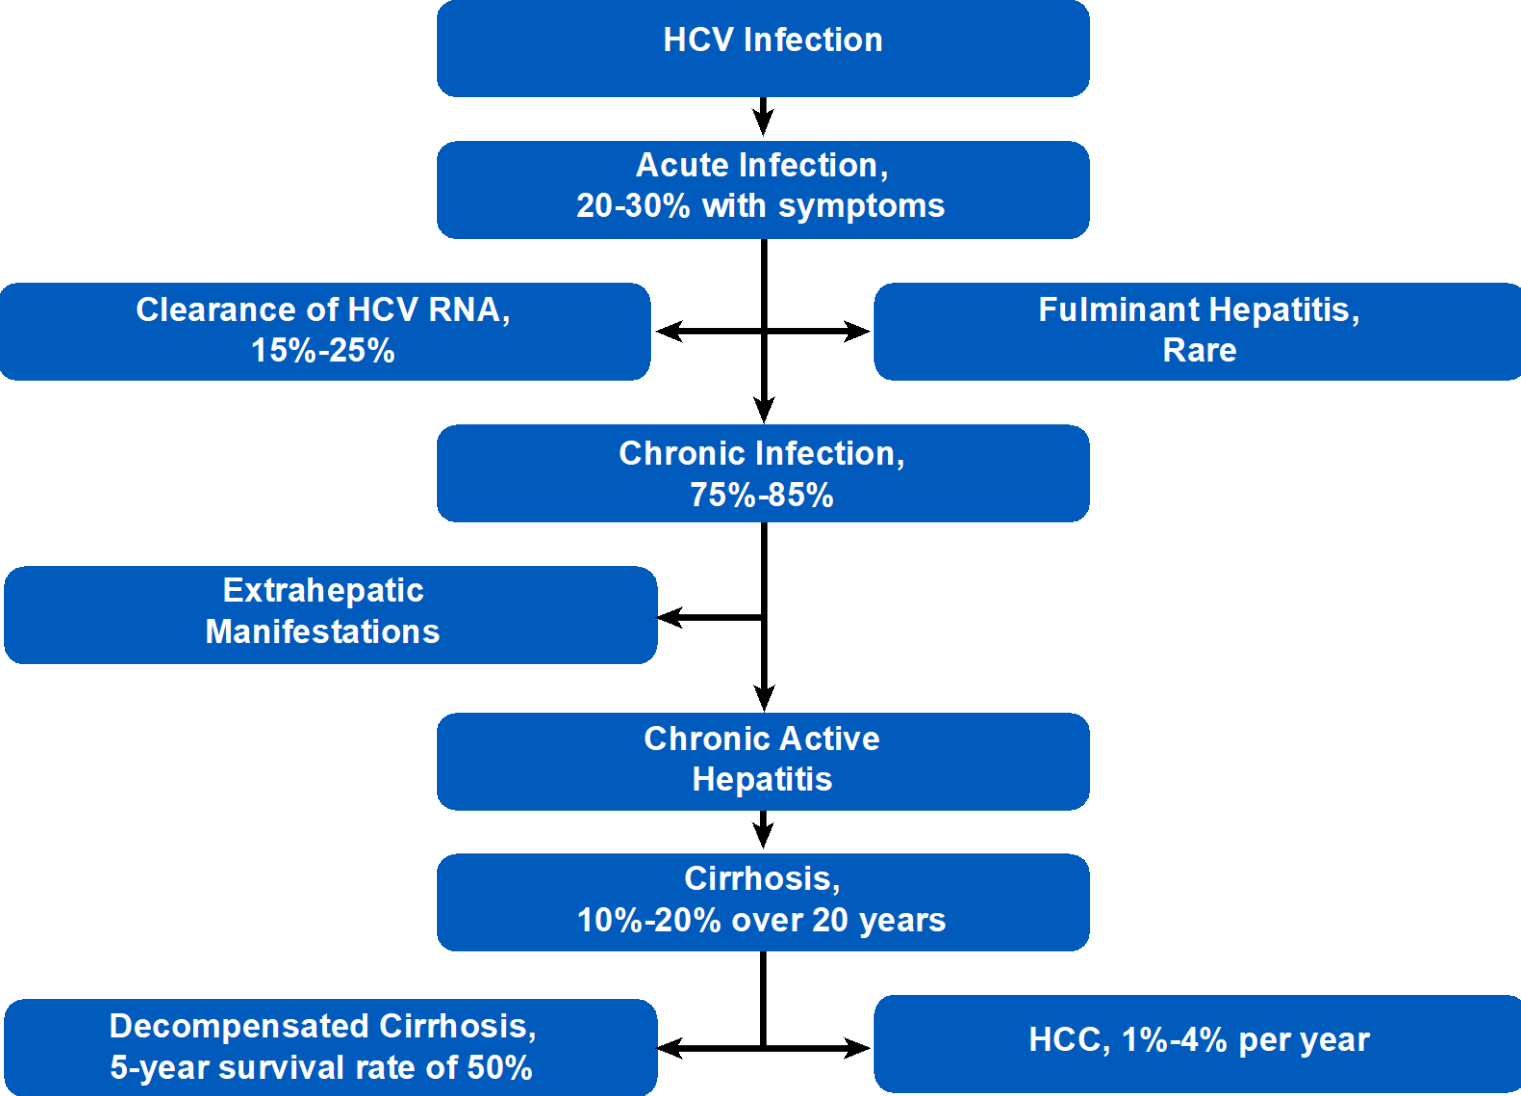 HCV Infection
Acute Infection,
20-30% with symptoms
Clearance of HCV RNA,
15%-25%
Fulminant Hepatitis,
Rare
Chronic Infection,
75%-85%
Extrahepatic
Manifestations
Chronic Active
Hepatitis
Cirrhosis,
10%-20% over 20 years
Decompensated Cirrhosis,
5-year survival rate of 50%
HCC, 1%-4% per year